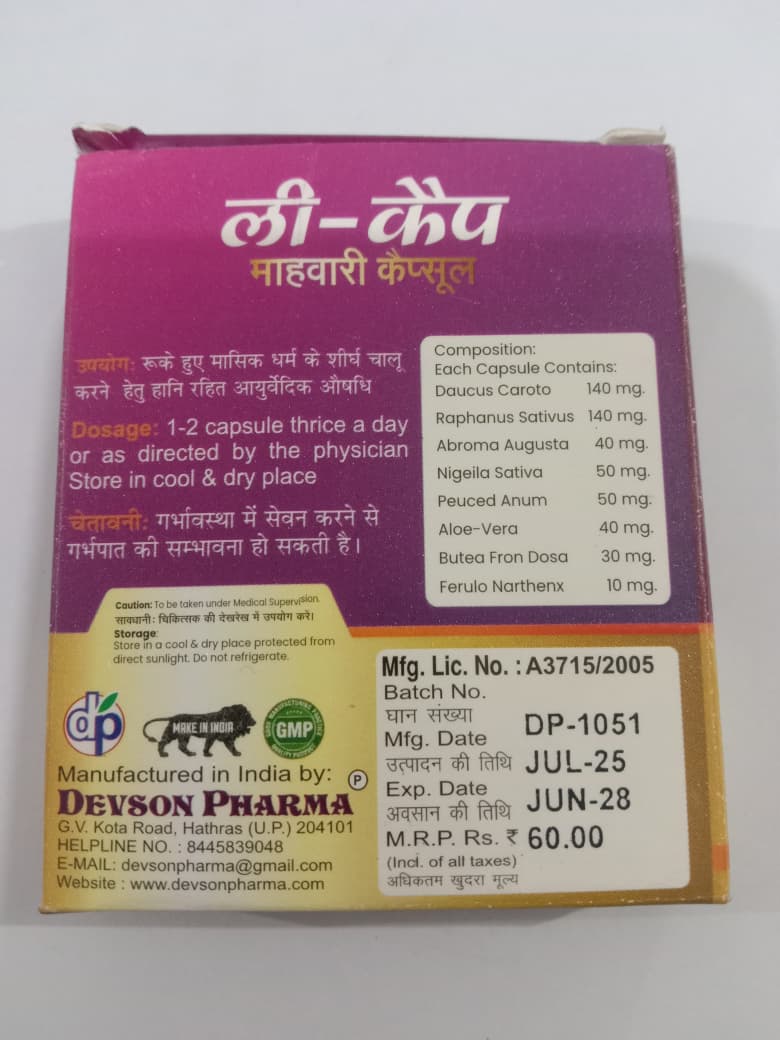 ली-कैप
माहवारी कैप्सूल
उपयोग: रूके हुए मासिक धर्म के शीर्घ चालू
करने हेतु हानि रहित आयुर्वेदिक औषधि
Dosage: 1-2 capsule thrice a day
or as directed by the physician
Store in cool & dry place
चेतावनी: गर्भावस्था में सेवन करने से
गर्भपात की सम्भावना हो सकती है।
Composition:
Each Capsule Contains:
Daucus Caroto 140 mg.
Raphanus Sativus 140 mg.
Abroma Augusta 40 mg.
Nigeila Sativa 50 mg.
Peuced Anum 50 mg.
Aloe-Vera 40 mg.
Butea Fron Dosa 30 mg.
Ferulo Narthenx 10 mg.
Caution: To be taken under Medical Supervision.
सावधानी: चिकित्सक की देखरेख में उपयोग करें।
Storage:
Store in a cool & dry place protected from
direct sunlight. Do not refrigerate.
dp
MAKE IN INDIA
GOOD MANUFACTURING PRACTICE
GMP
QUALITY PRODUCT
Manufactured in India by:
P
DEVSON PHARMA
G.V. Kota Road, Hathras (U.P.) 204101
HELPLINE NO. : 8445839048
E-MAIL: devsonpharma@gmail.com
Website : www.devsonpharma.com
Mfg. Lic. No. : A3715/2005
Batch No.
घान संख्या DP-1051
Mfg. Date
उत्पादन की तिथि JUL-25
Exp. Date
अवसान की तिथि JUN-28
M.R.P. Rs. ₹ 60.00
(Incl. of all taxes)
अधिकतम खुदरा मूल्य